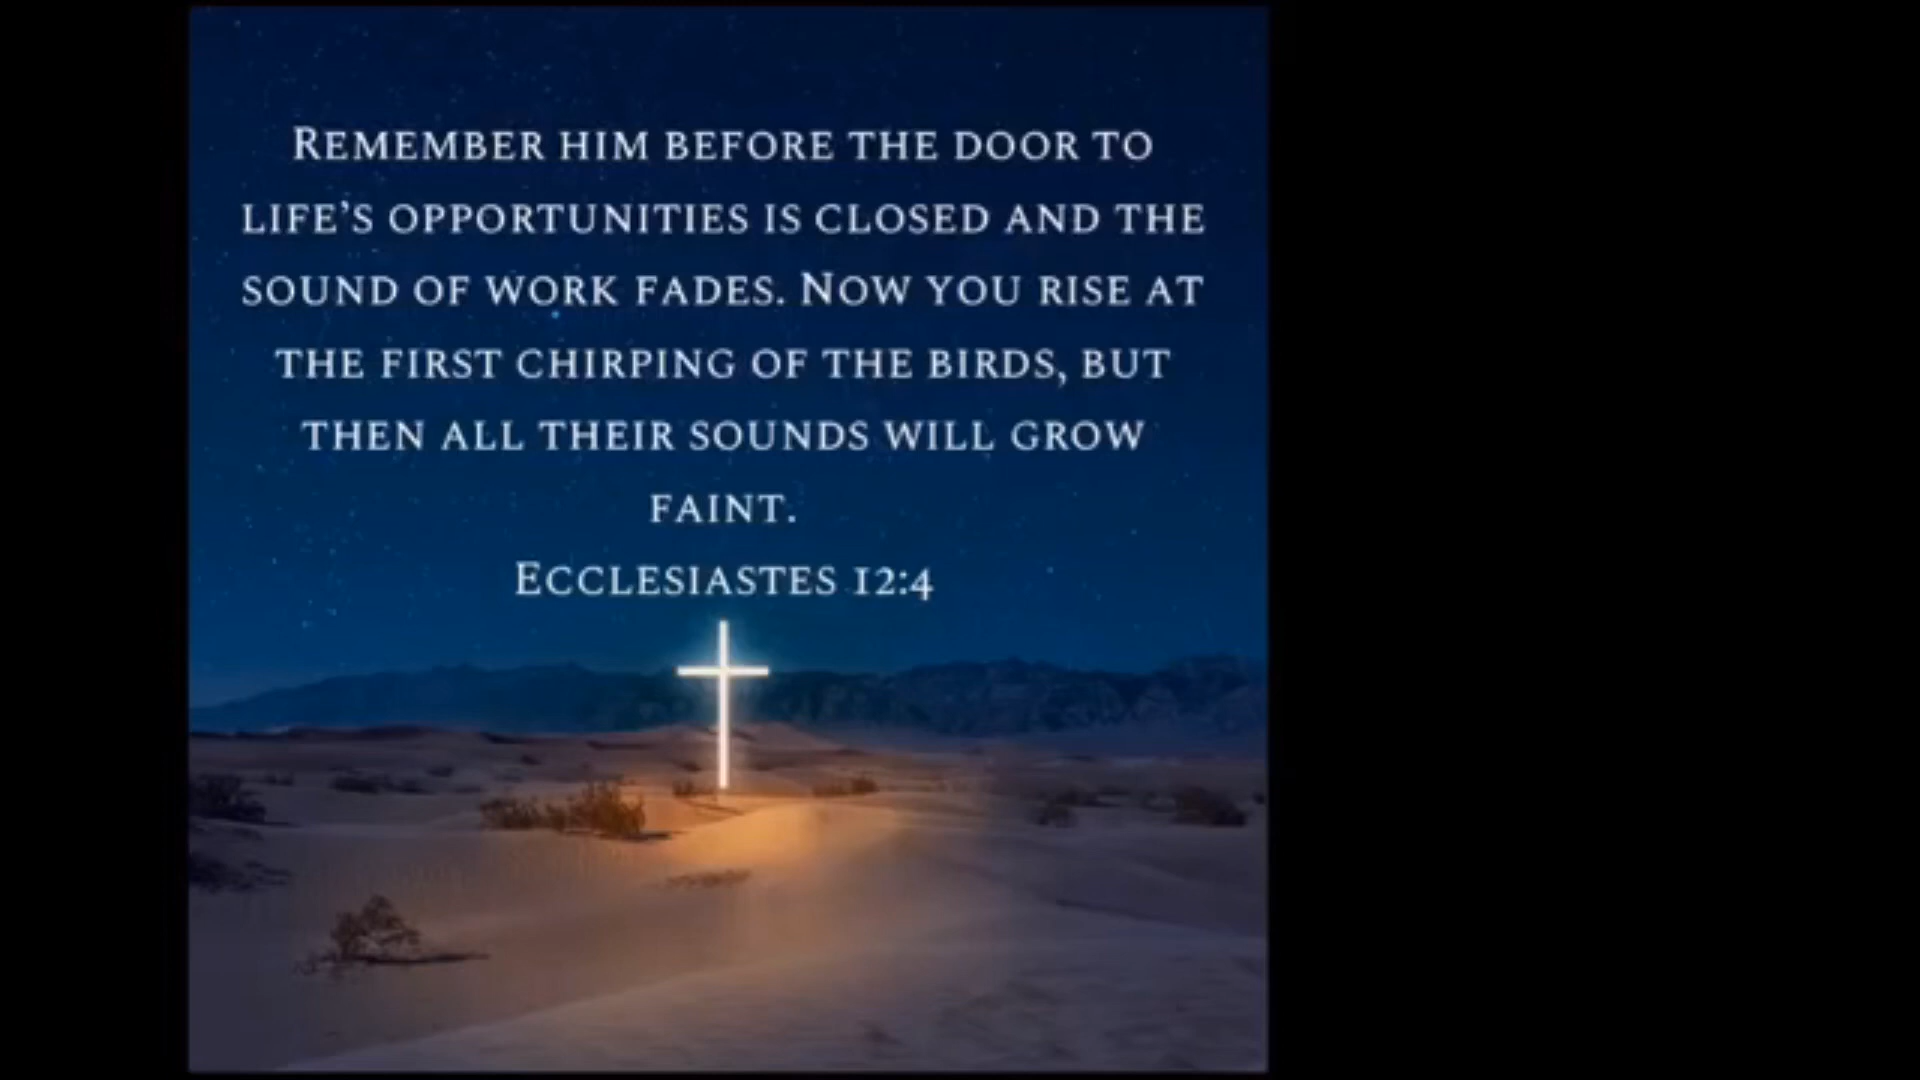 Remember him before the door to
life’s opportunities is closed and the
sound of work fades. Now you rise at
the first chirping of the birds, but
then all their sounds will grow
faint.
Ecclesiastes 12:4